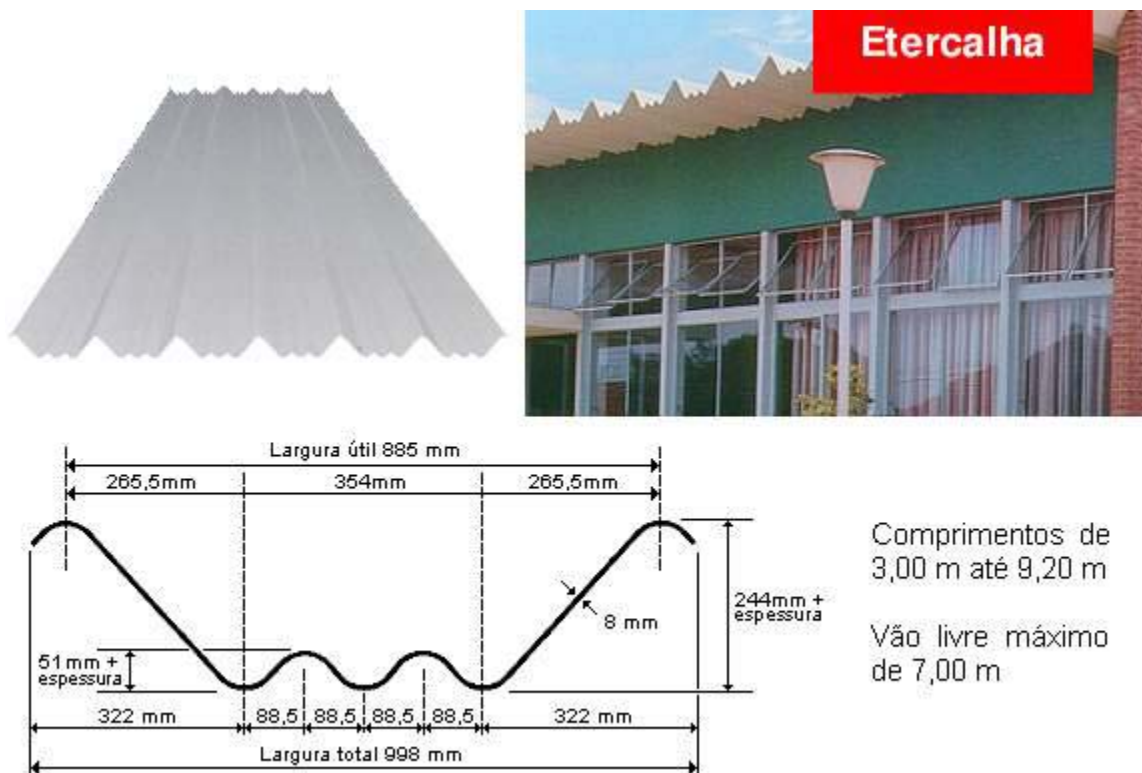 Etercalha
Largura útil 885 mm
265,5mm
354mm
265,5mm
Comprimentos de
3,00 m até 9,20 m
Vão livre máximo
de 7,00 m
244mm +
espessura
8 mm
51mm +
espessura
322 mm
88,5
88,5
88,5
88,5
322 mm
Largura total 998 mm